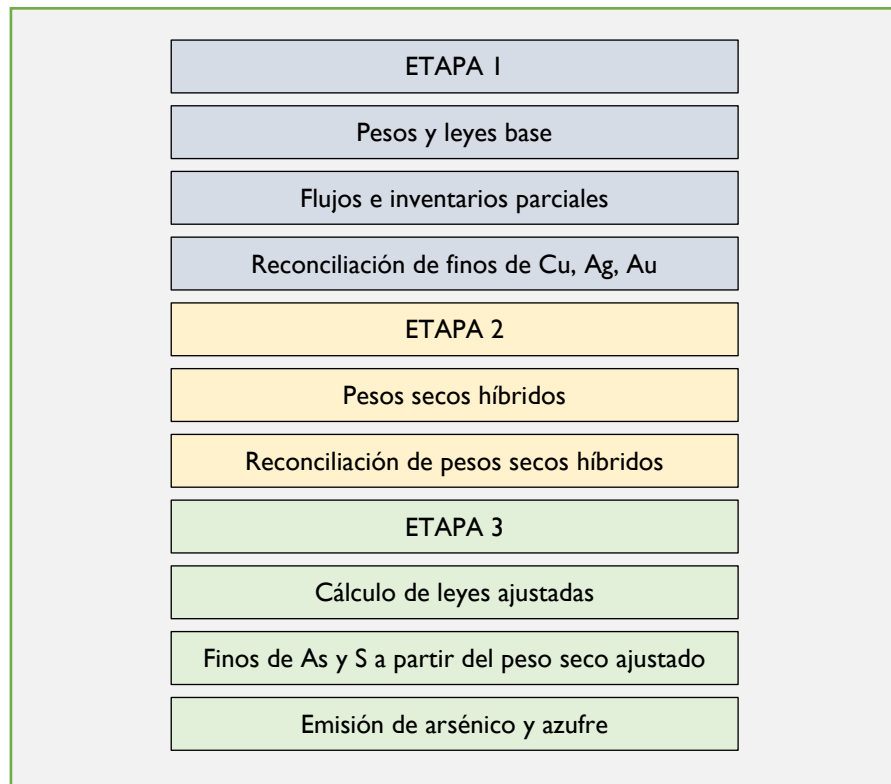 ETAPA 1
Pesos y leyes base
Flujos e inventarios parciales
Reconciliación de finos de Cu, Ag, Au
ETAPA 2
Pesos secos híbridos
Reconciliación de pesos secos híbridos
ETAPA 3
Cálculo de leyes ajustadas
Finos de As y S a partir del peso seco ajustado
Emisión de arsénico y azufre